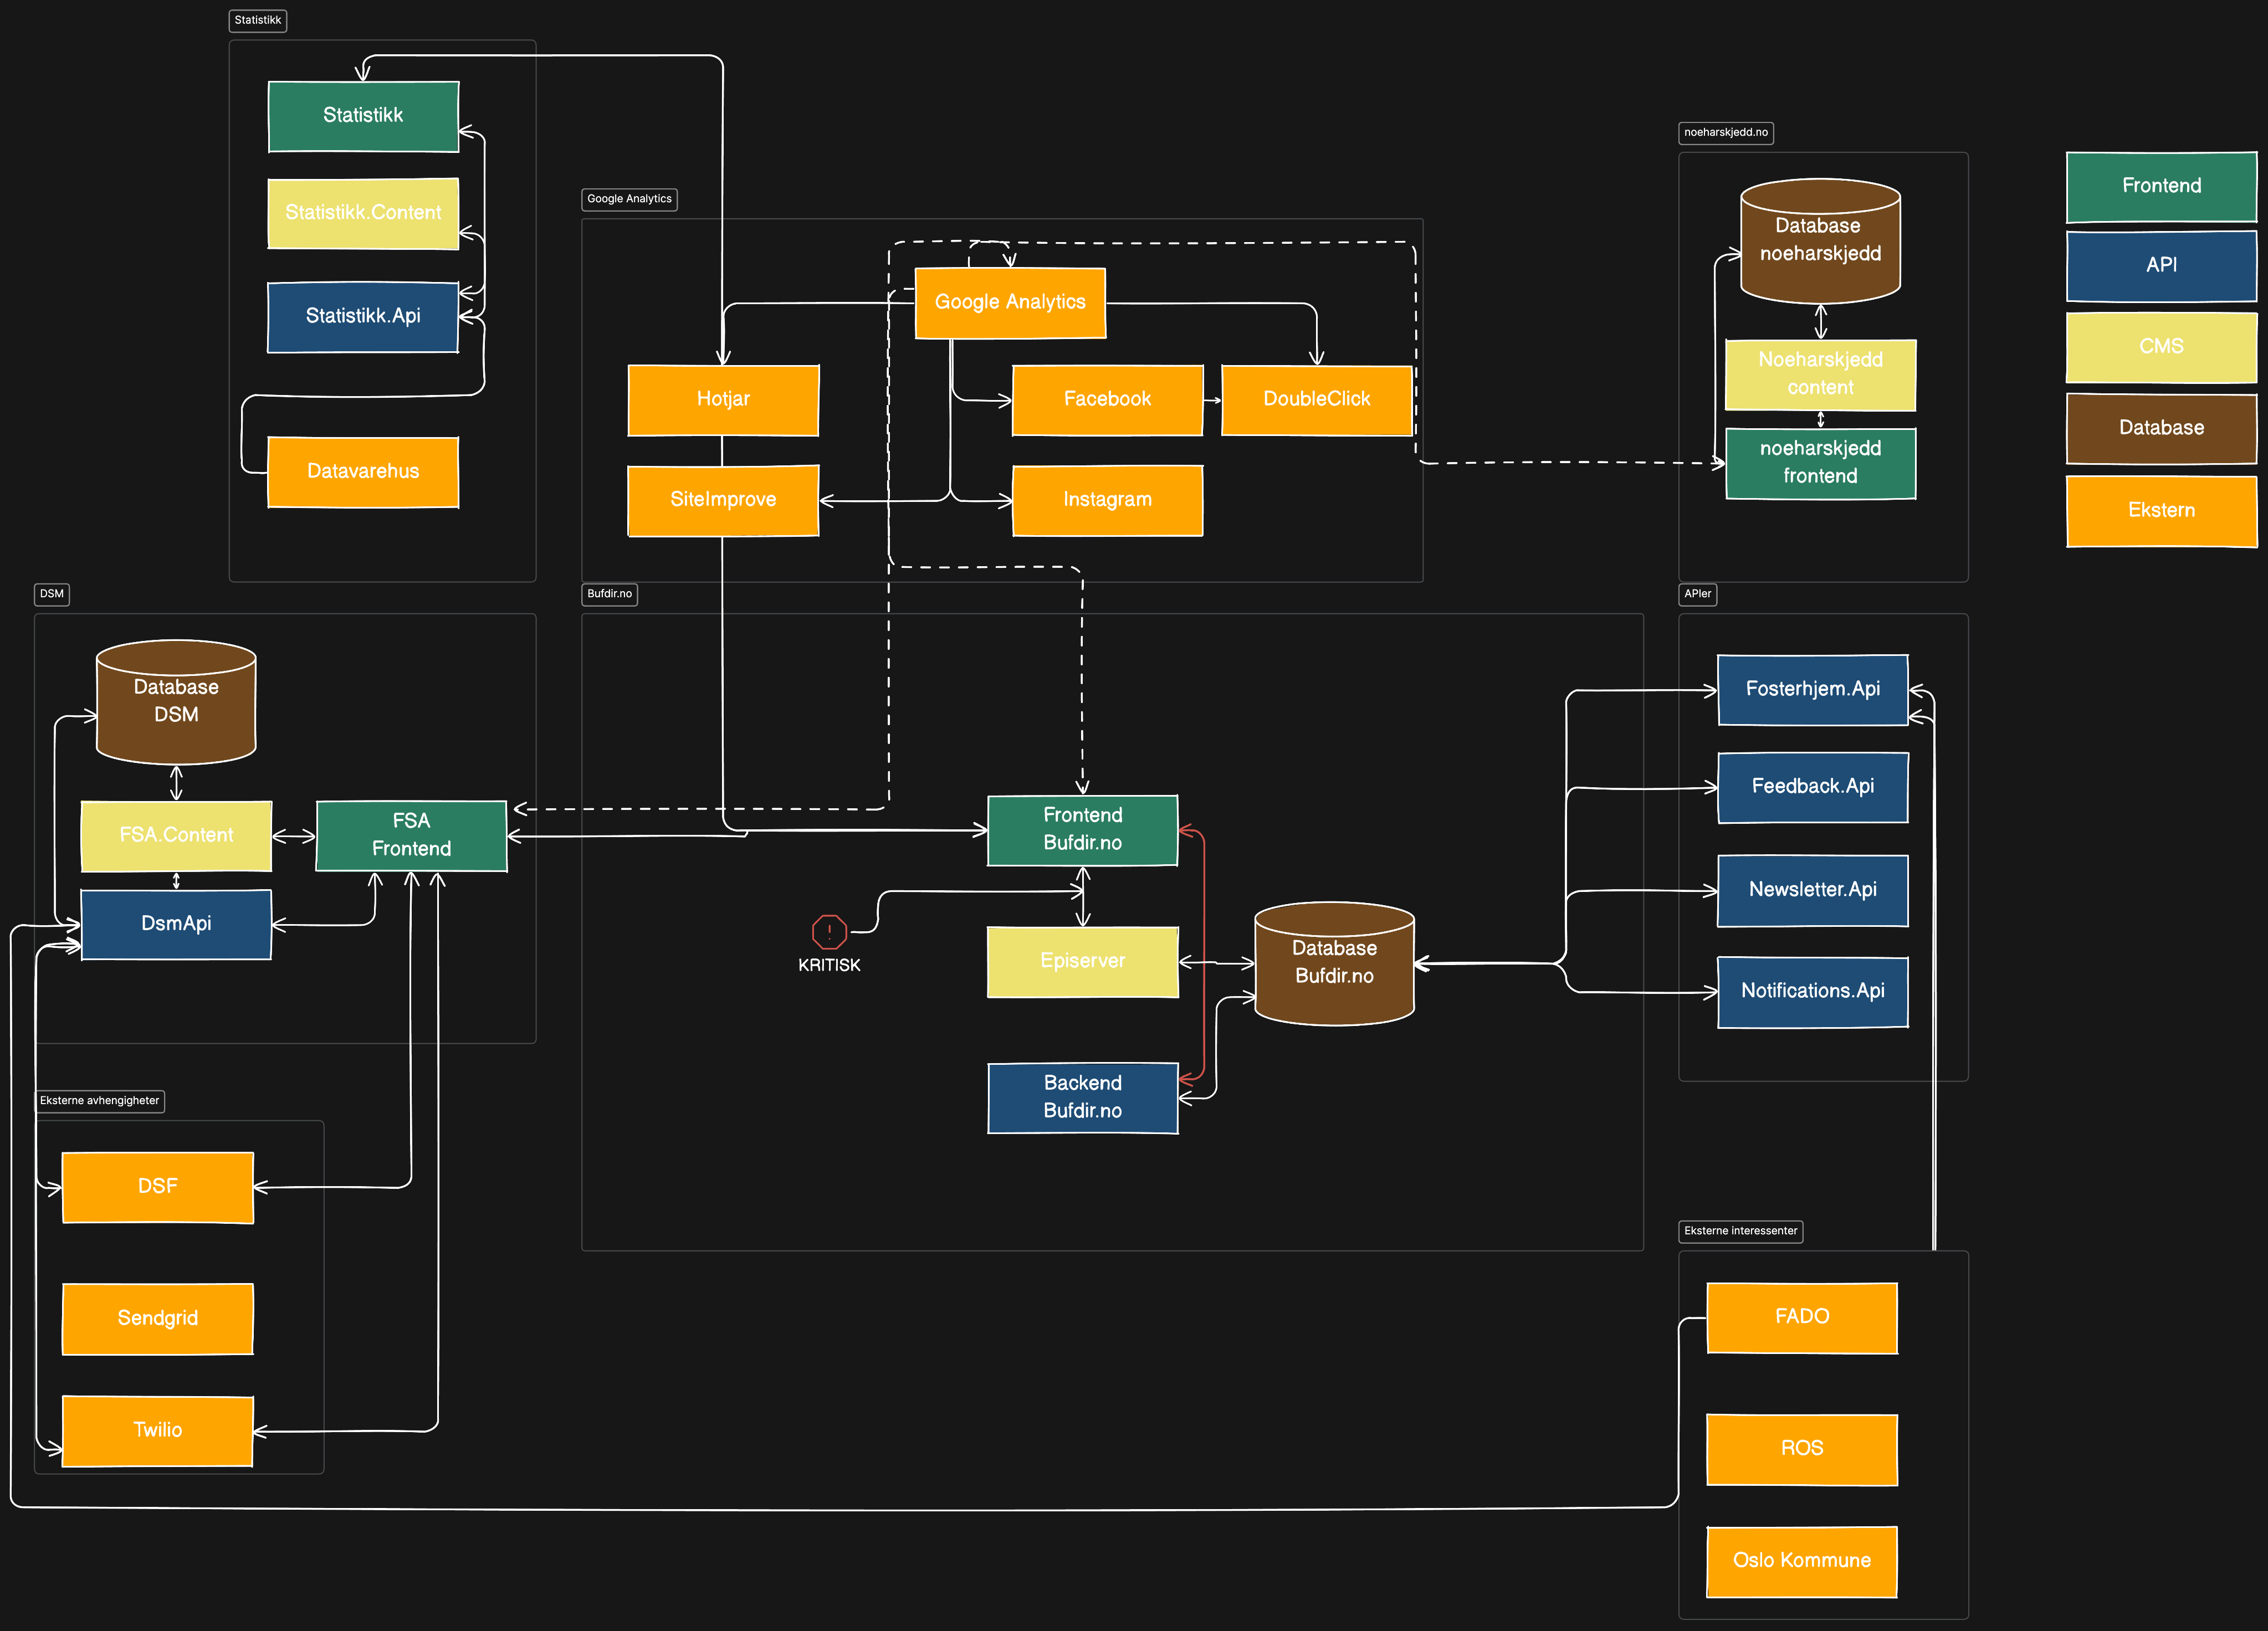 Statistikk
Statistikk
Statistikk.Content
Statistikk.Api
Datavarehus
Google Analytics
Google Analytics
Hotjar
Facebook
DoubleClick
SiteImprove
Instagram
noeharskjedd.no
Database
noeharskjedd
Noeharskjedd
content
noeharskjedd
frontend
Frontend
API
CMS
Database
Ekstern
DSM
Database
DSM
FSA.Content
FSA
Frontend
DsmApi
Bufdir.no
Frontend
Bufdir.no
KRITISK
Episerver
Database
Bufdir.no
Backend
Bufdir.no
APIer
Fosterhjem.Api
Feedback.Api
Newsletter.Api
Notifications.Api
Eksterne avhengigheter
DSF
Sendgrid
Twilio
Eksterne interessenter
FADO
ROS
Oslo Kommune